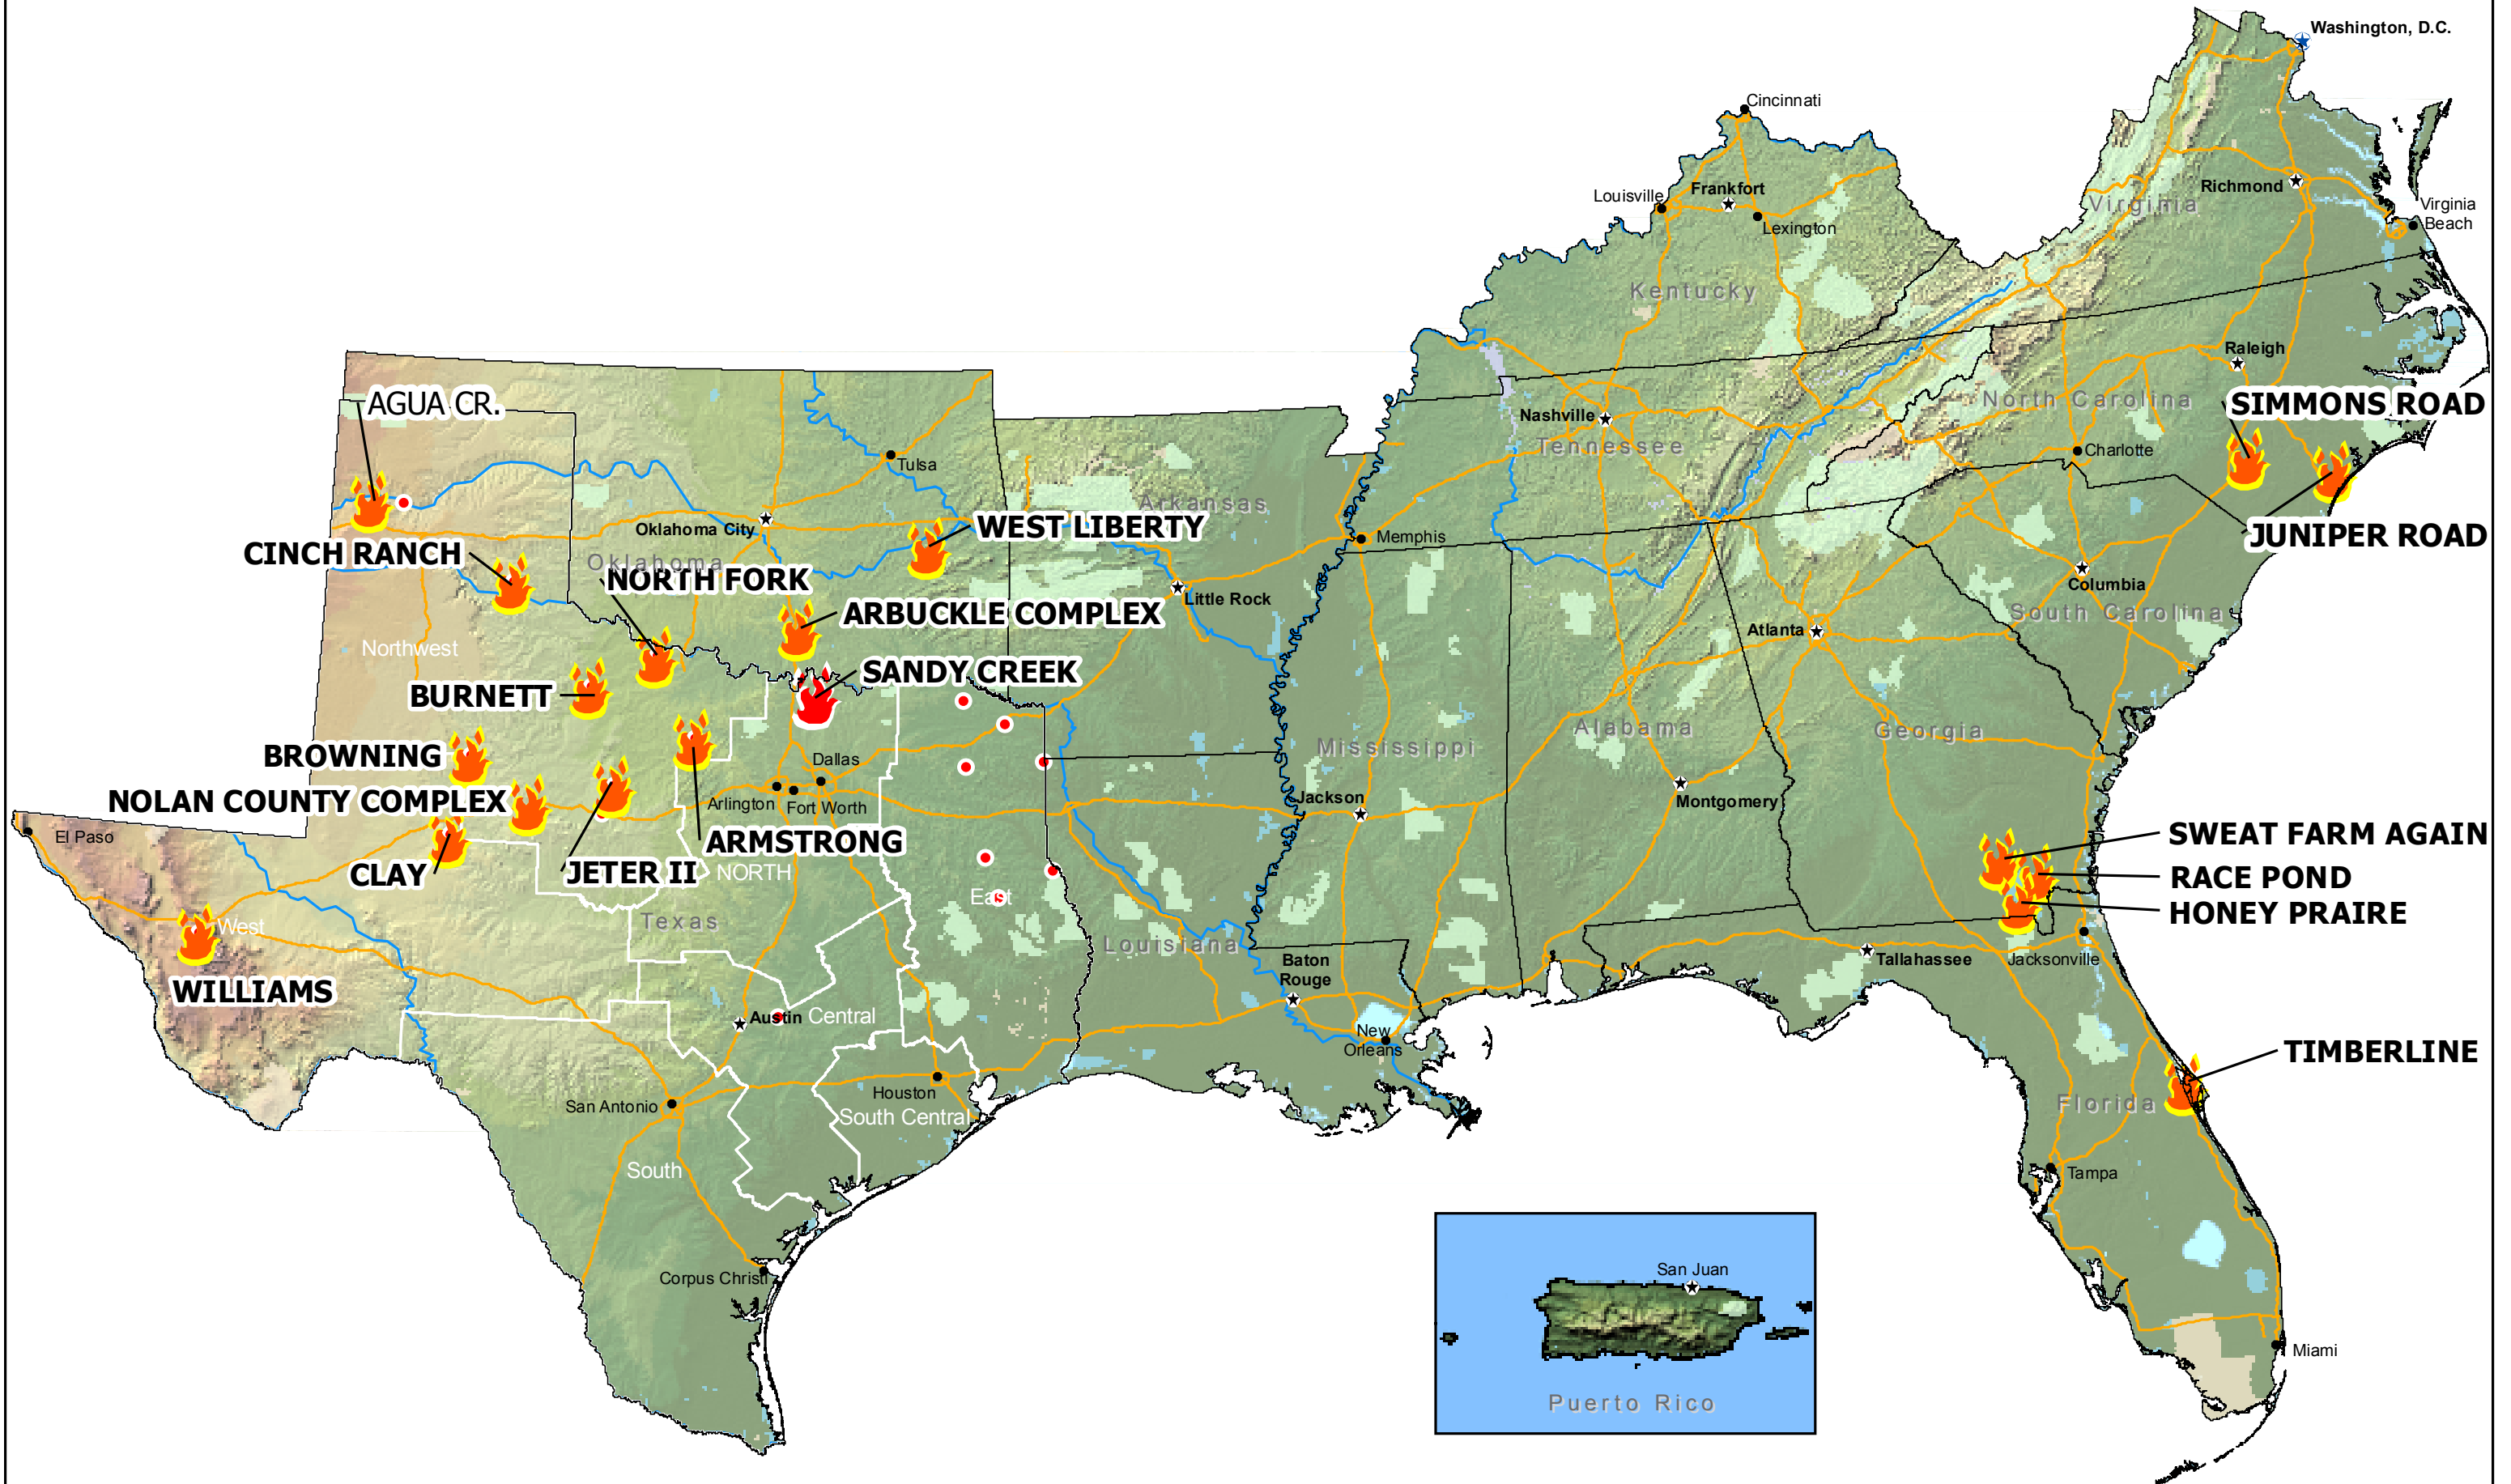 Washington, D.C.
Cincinnati
Louisville
Frankfort
Lexington
Richmond
Virginia
Virginia
Beach
Kentucky
Raleigh
AGUA CR.
North Carolina
SIMMONS ROAD
Nashville
Tennessee
Charlotte
Tulsa
Arkansas
Oklahoma City
WEST LIBERTY
Memphis
JUNIPER ROAD
CINCH RANCH
Oklahoma
NORTH FORK
Columbia
Little Rock
ARBUCKLE COMPLEX
South Carolina
Atlanta
Northwest
SANDY CREEK
BURNETT
Alabama
Georgia
Mississippi
BROWNING
Dallas
NOLAN COUNTY COMPLEX
Arlington
Fort Worth
Jackson
Montgomery
El Paso
SWEAT FARM AGAIN
ARMSTRONG
CLAY
JETER II
NORTH
RACE POND
East
HONEY PRAIRE
Texas
West
Louisiana
Baton
Rouge
Tallahassee
Jacksonville
WILLIAMS
Austin
Central
New
Orleans
TIMBERLINE
Houston
San Antonio
South Central
Florida
South
Tampa
San Juan
Corpus Christi
Miami
Puerto Rico